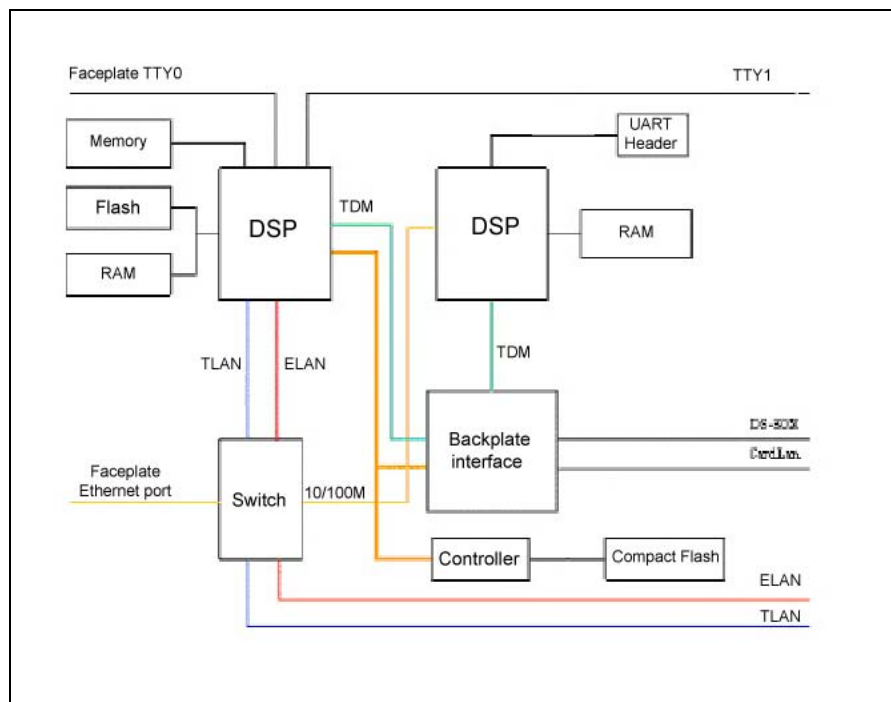 Faceplate TTY0
TTY1
Memory
UART
Header
Flash
DSP
TDM
DSP
RAM
RAM
TLAN
ELAN
TDM
Backplate
interface
Faceplate
Ethernet port
Switch
10/100M
Controller
Compact Flash
ELAN
TLAN